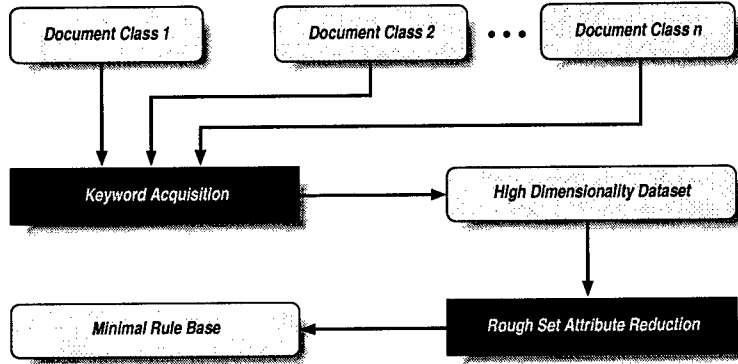 Document Class 1
Document Class 2
• • •
Document Class n
Keyword Acquisition
High Dimensionality Dataset
Minimal Rule Base
Rough Set Attribute Reduction